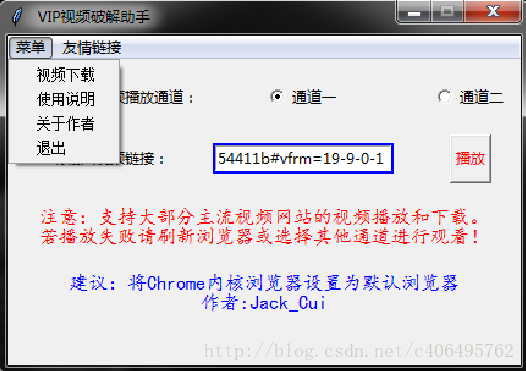 VIP视频破解助手
菜单 友情链接
视频下载
使用说明
关于作者
退出
频播放通道： 通道一 通道二
频链接： 54411b#vfrm=19-9-0-1 播放
注意：支持大部分主流视频网站的视频播放和下载。
若播放失败请刷新浏览器或选择其他通道进行观看！
建议：将Chrome内核浏览器设置为默认浏览器
作者:Jack_Cui
http://blog.csdn.net/c406495762